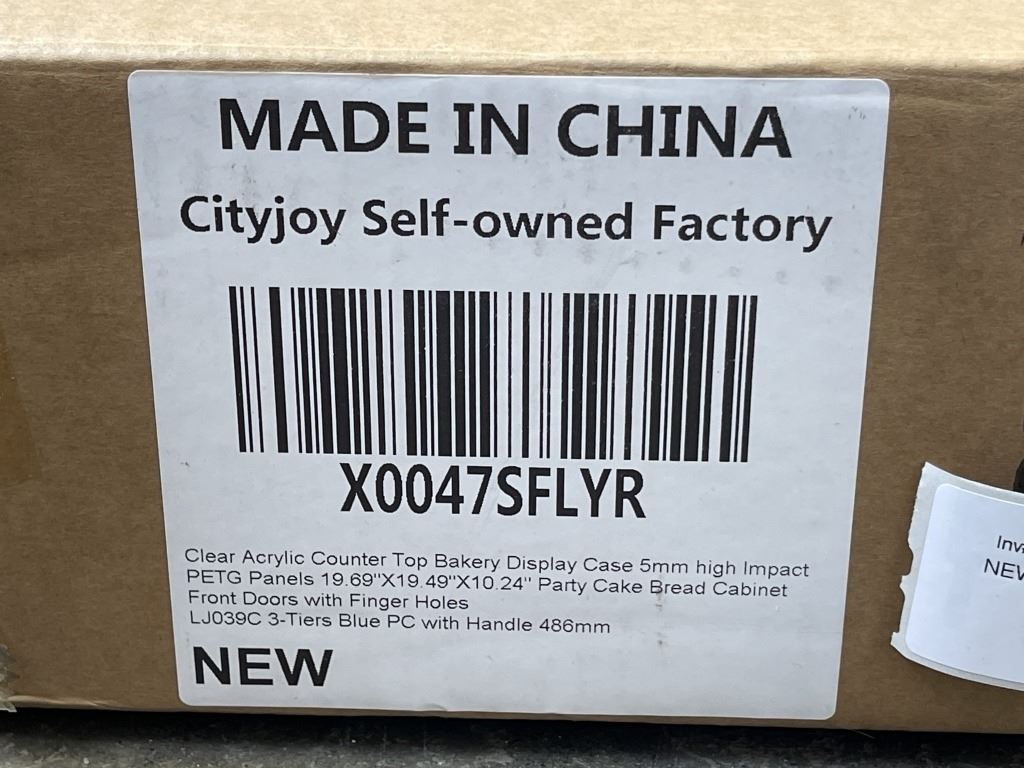 MADE IN CHINA
Cityjoy Self-owned Factory
X0047SFLYR
Clear Acrylic Counter Top Bakery Display Case 5mm high Impact
PETG Panels 19.69"X19.49"X10.24" Party Cake Bread Cabinet
Front Doors with Finger Holes
LJ039C 3-Tiers Blue PC with Handle 486mm
NEW
NEW